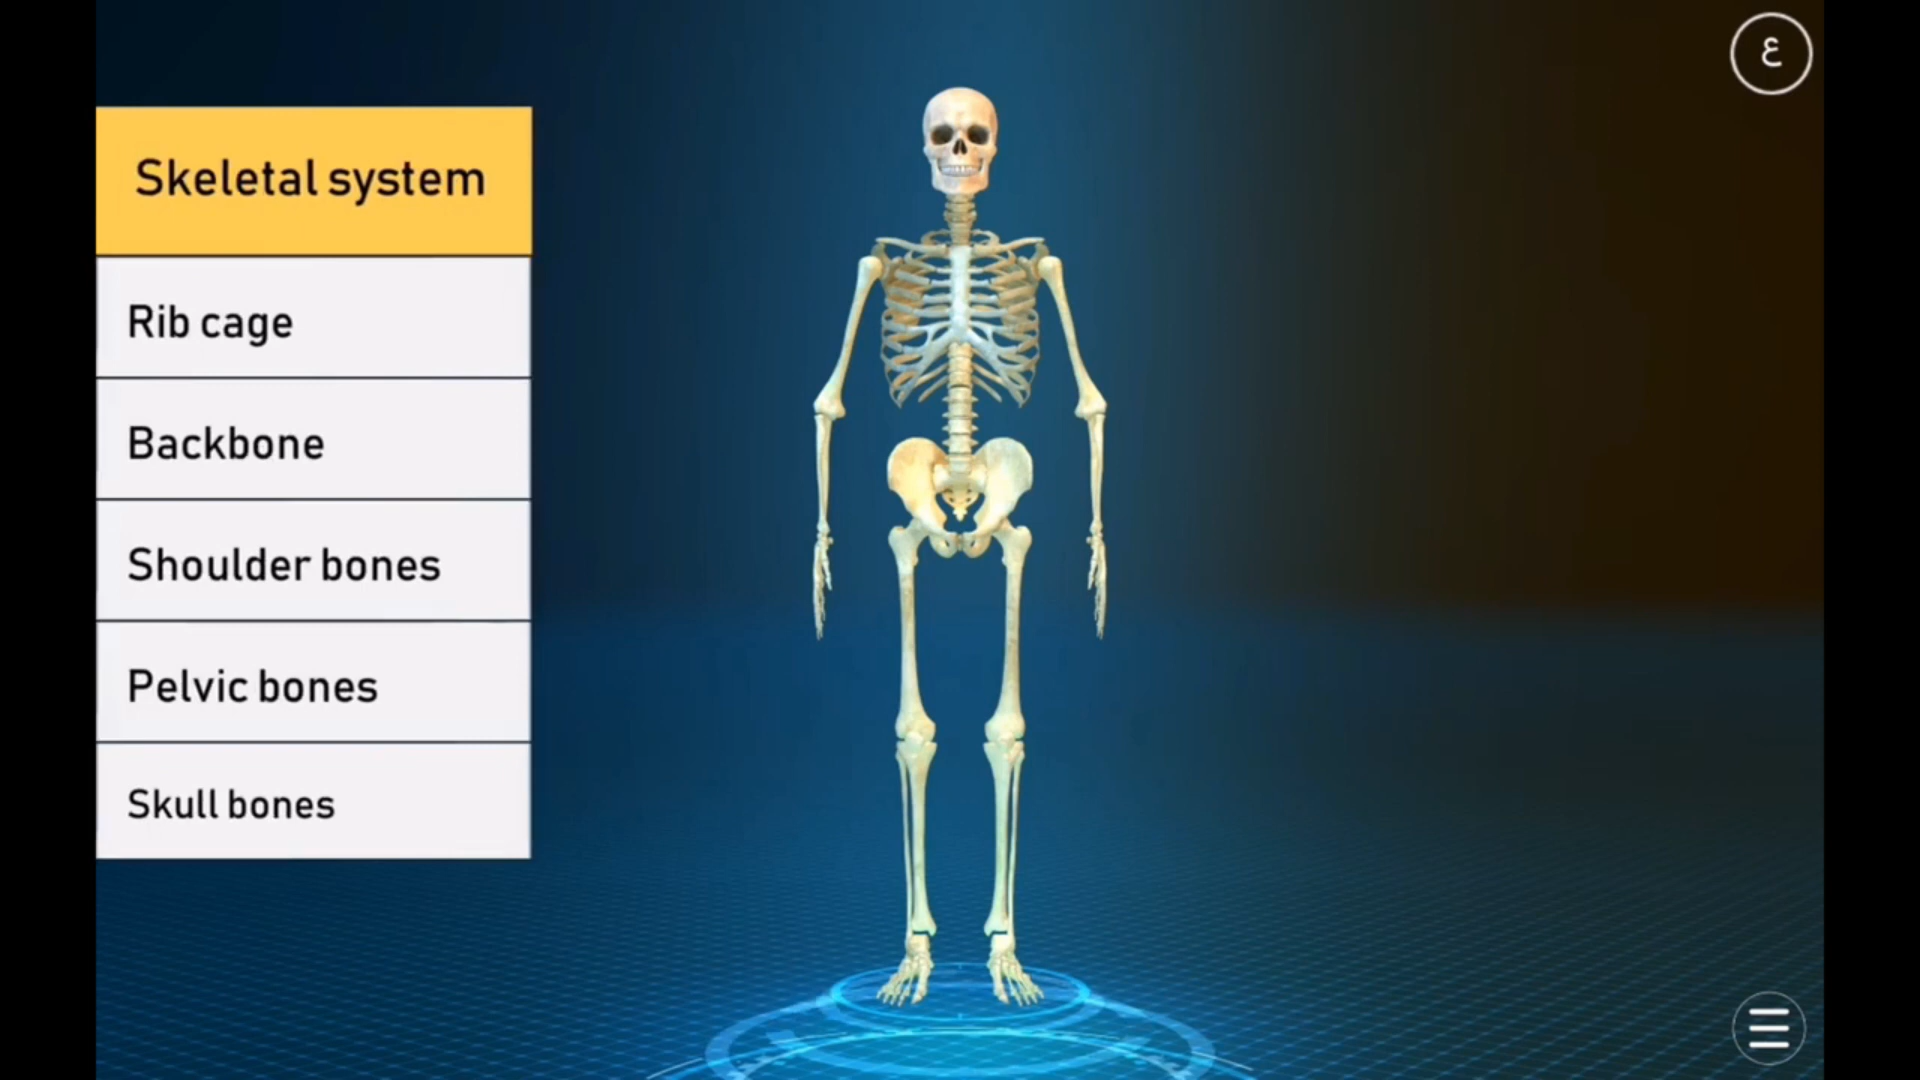 ع
Skeletal system
Rib cage
Backbone
Shoulder bones
Pelvic bones
Skull bones